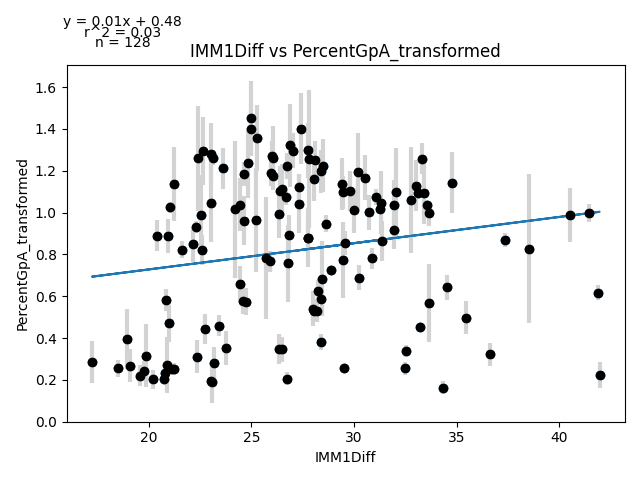 y = 0.01x + 0.48
r^2 = 0.03
n = 128
IMM1Diff vs PercentGpA_transformed
PercentGpA_transformed
1.6
1.4
1.2
1.0
0.8
0.6
0.4
0.2
0.0
20 25 30 35 40
IMM1Diff